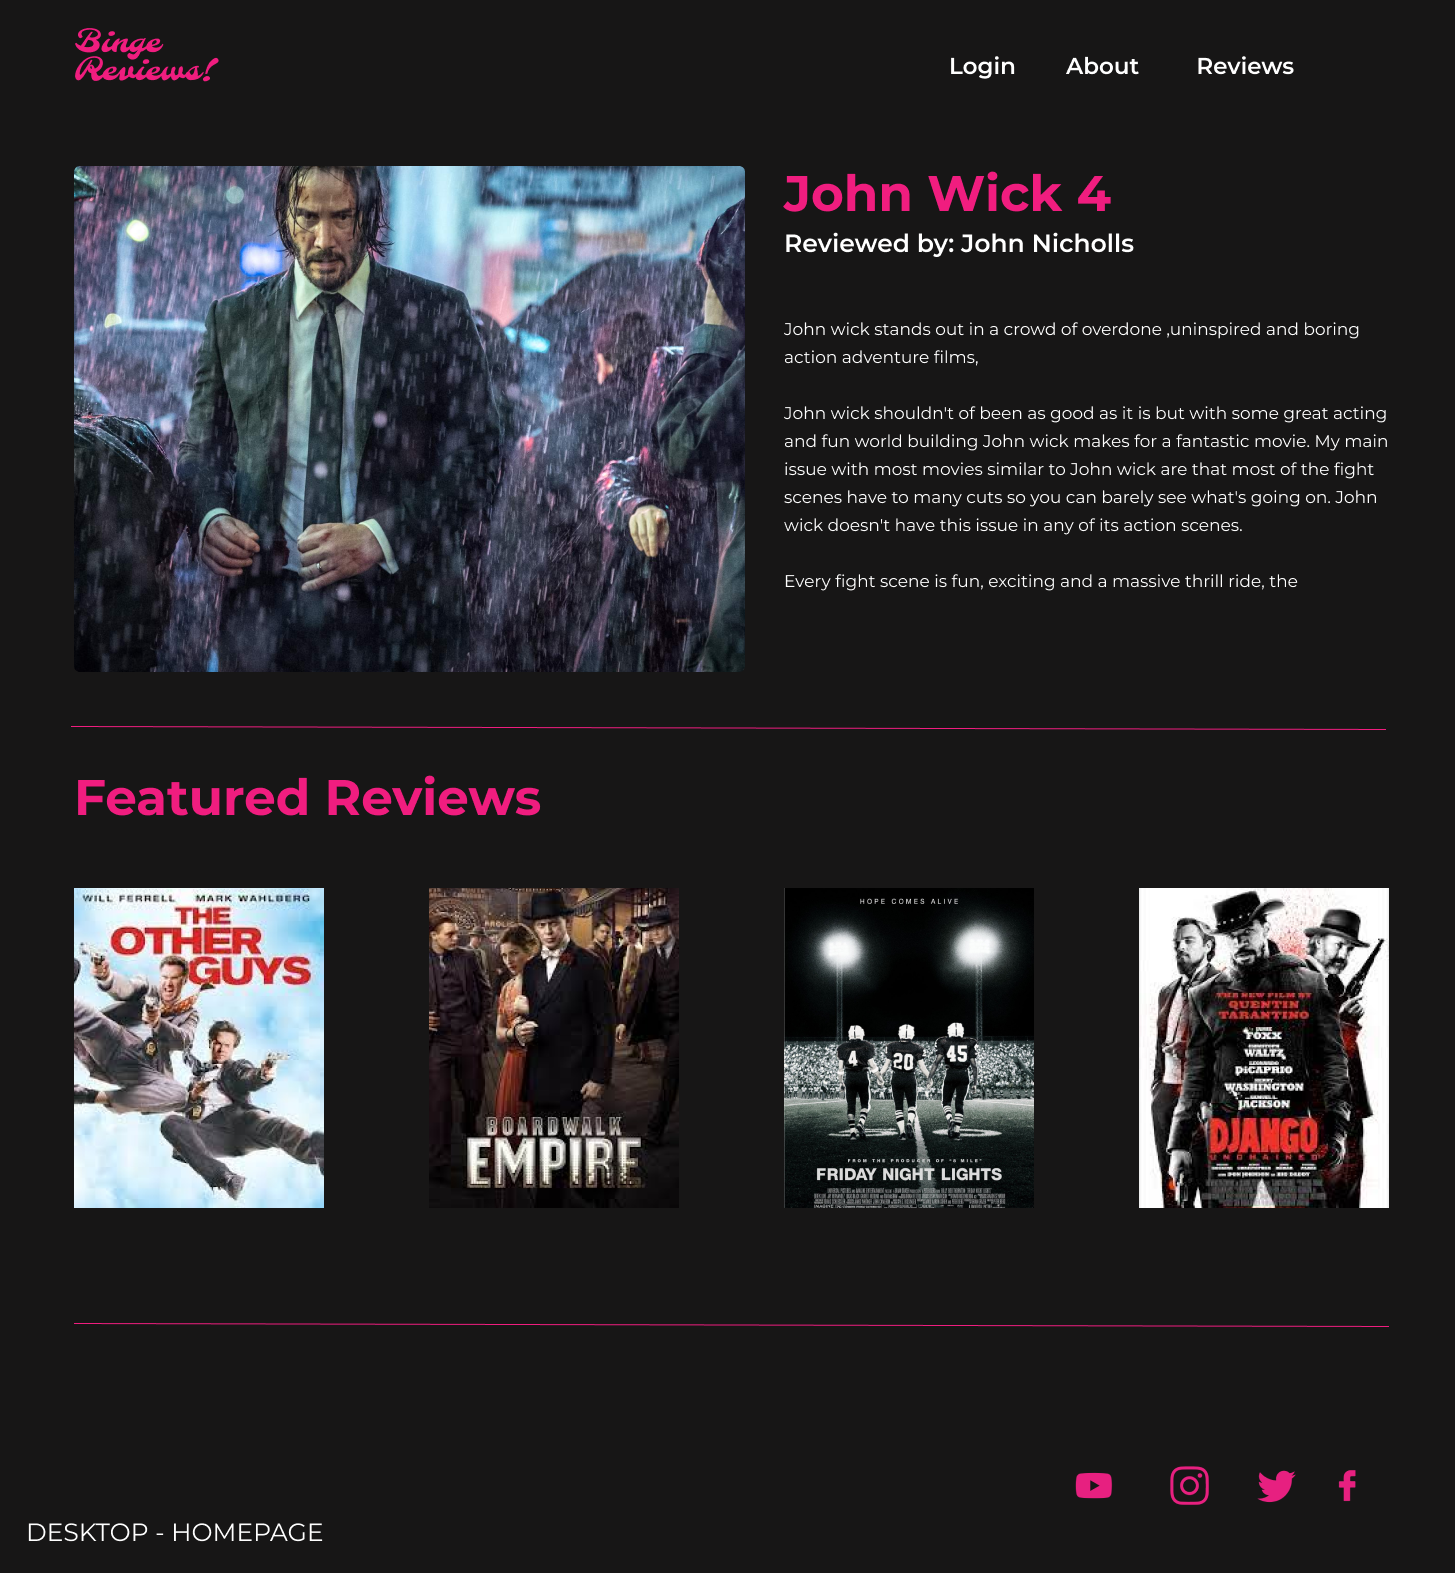 Binge
Reviews!
Login About Reviews
John Wick 4
Reviewed by: John Nicholls
John wick stands out in a crowd of overdone ,uninspired and boring
action adventure films,
John wick shouldn't of been as good as it is but with some great acting
and fun world building John wick makes for a fantastic movie. My main
issue with most movies similar to John wick are that most of the fight
scenes have to many cuts so you can barely see what's going on. John
wick doesn't have this issue in any of its action scenes.
Every fight scene is fun, exciting and a massive thrill ride, the
Featured Reviews
WILL FERRELL MARK WAHLBERG
THE
OTHER
GUYS
BOARDWALK
EMPIRE
HOPE COMES ALIVE
4 20 45
FROM THE PRODUCER OF "8 MILE"
FRIDAY NIGHT LIGHTS
THE NEW FILM BY
QUENTIN
TARANTINO
JAMIE
FOXX
CHRISTOPH
WALTZ
LEONARDO
DiCAPRIO
KERRY
WASHINGTON
SAMUEL L.
JACKSON
DJANGO
UNCHAINED
DESKTOP - HOMEPAGE